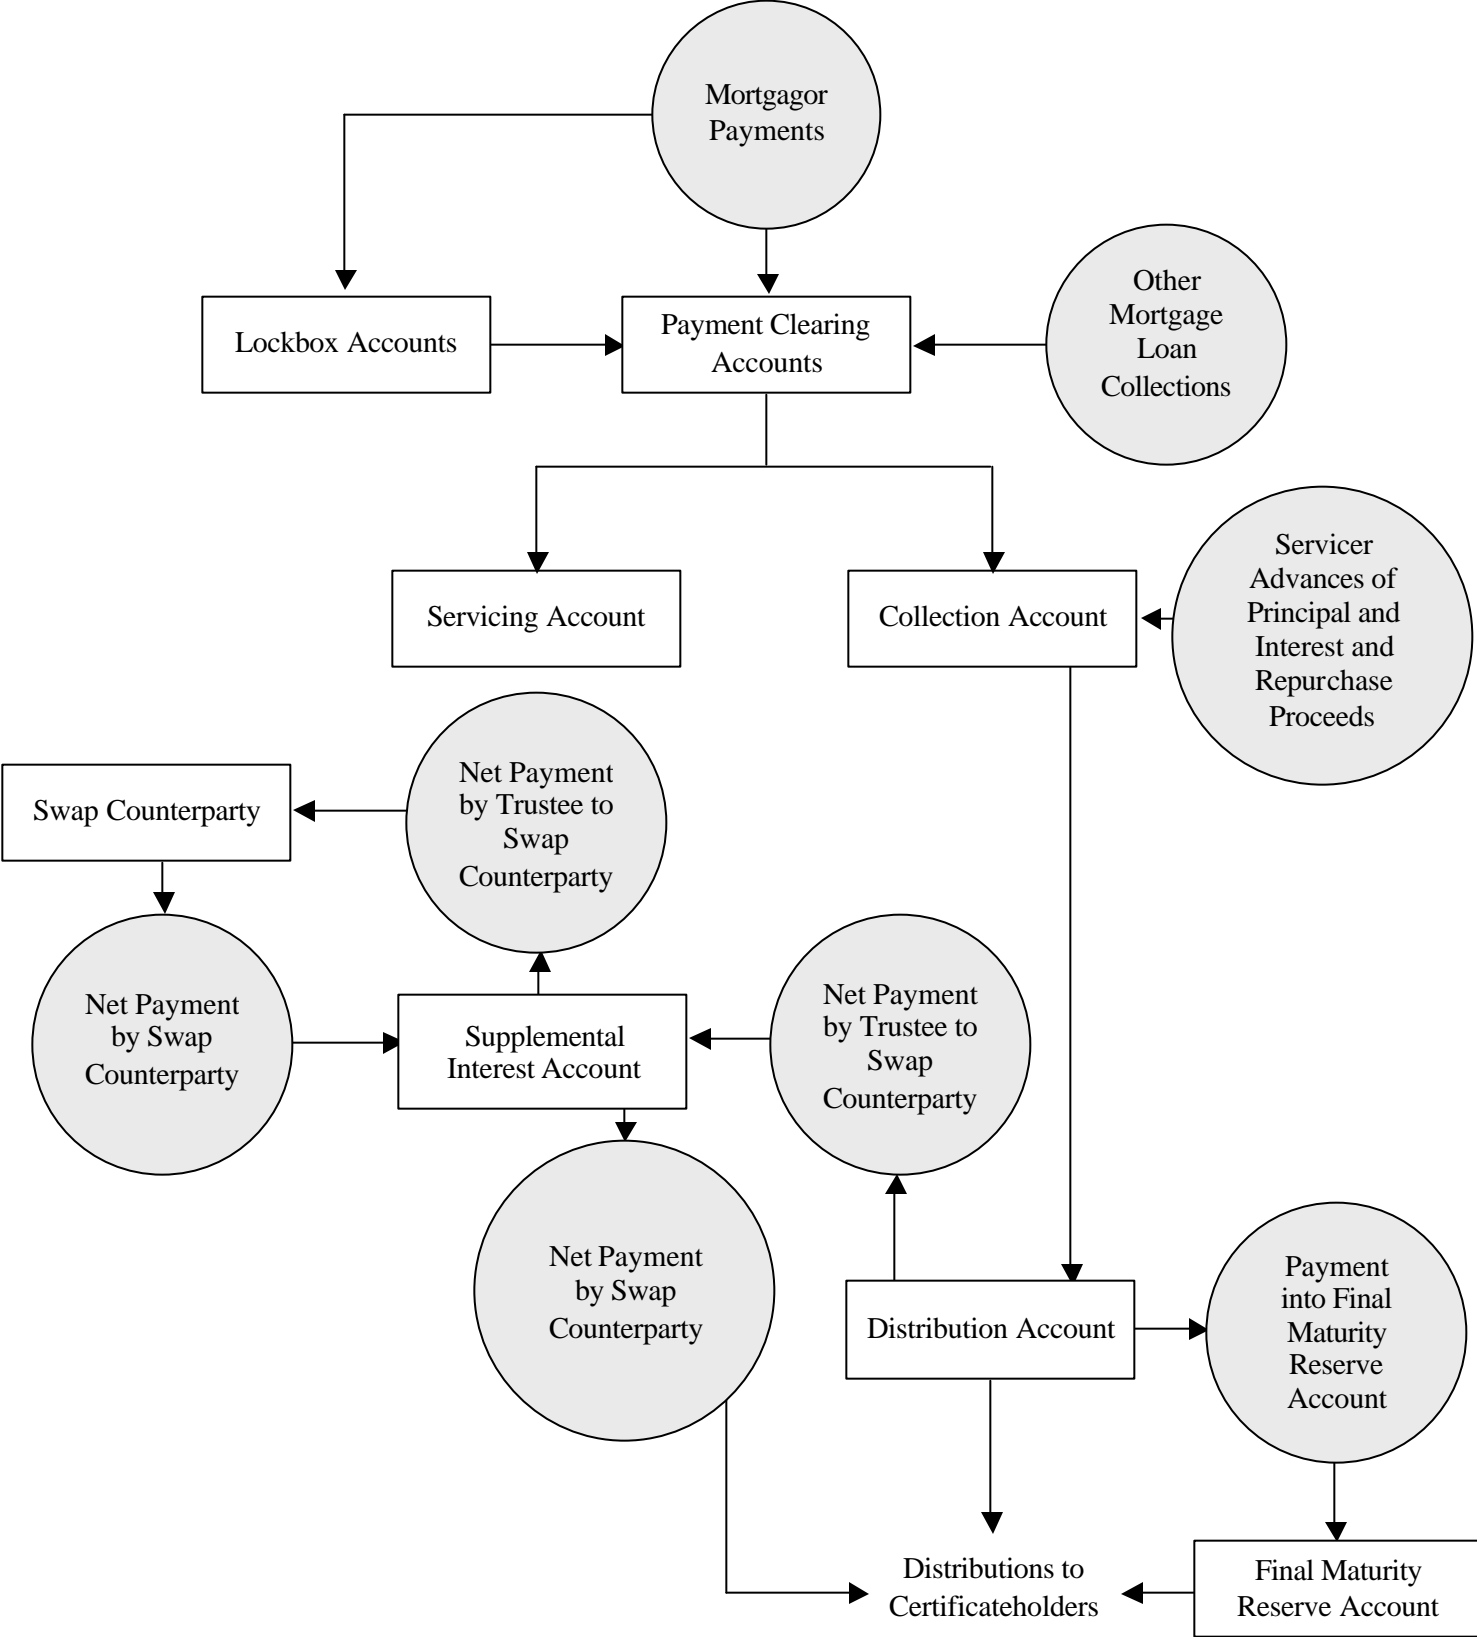 Mortgagor
Payments
Other
Mortgage
Loan
Collections
Lockbox Accounts
Payment Clearing
Accounts
Servicer
Advances of
Principal and
Interest and
Repurchase
Proceeds
Servicing Account
Collection Account
Net Payment
by Trustee to
Swap
Counterparty
Swap Counterparty
Net Payment
by Swap
Counterparty
Supplemental
Interest Account
Net Payment
by Trustee to
Swap
Counterparty
Net Payment
by Swap
Counterparty
Distribution Account
Payment
into Final
Maturity
Reserve
Account
Distributions to
Certificateholders
Final Maturity
Reserve Account